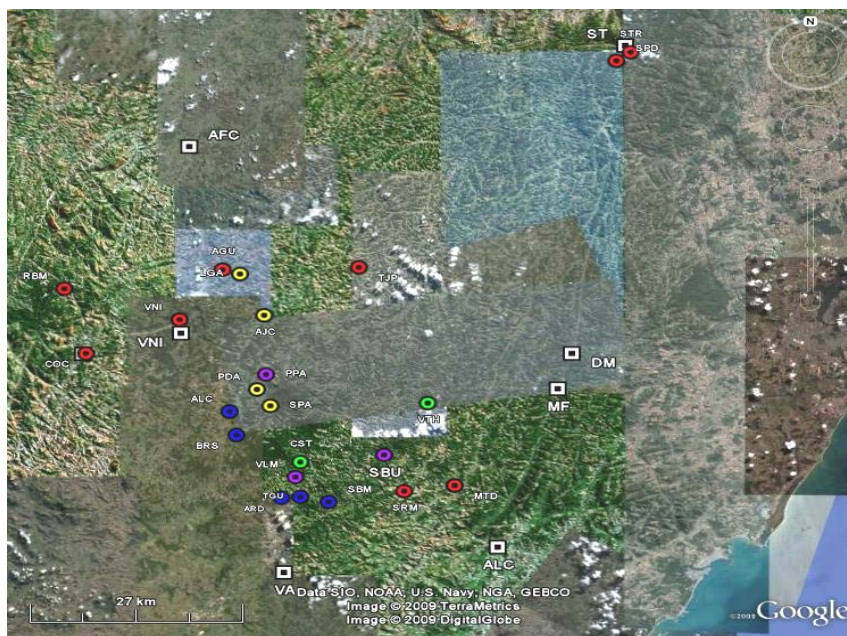 N
ST STR
SPD
AFC
AGU
LGA
TJP
RBM
VNI
AJC
VNI
COC
DM
PDA PPA
ALC SPA
MF
VTH
BRS
CST
VLM
SBU
TGU SBM
MTD
ARD
SRM
ALC
VA
Data SIO, NOAA, U.S. Navy, NGA, GEBCO
Image © 2009 TerraMetrics
Image © 2009 DigitalGlobe
27 km
©2009 Google